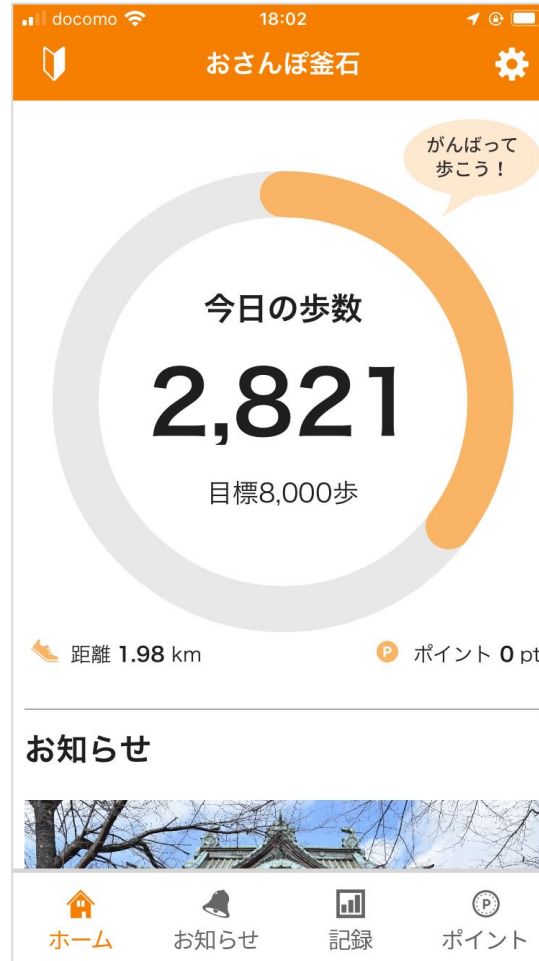 docomo 18:02
おさんぽ釜石
がんばって
歩こう！
今日の歩数
2,821
目標8,000歩
距離 1.98 km
P ポイント 0 pt
お知らせ
ホーム お知らせ 記録 ポイント